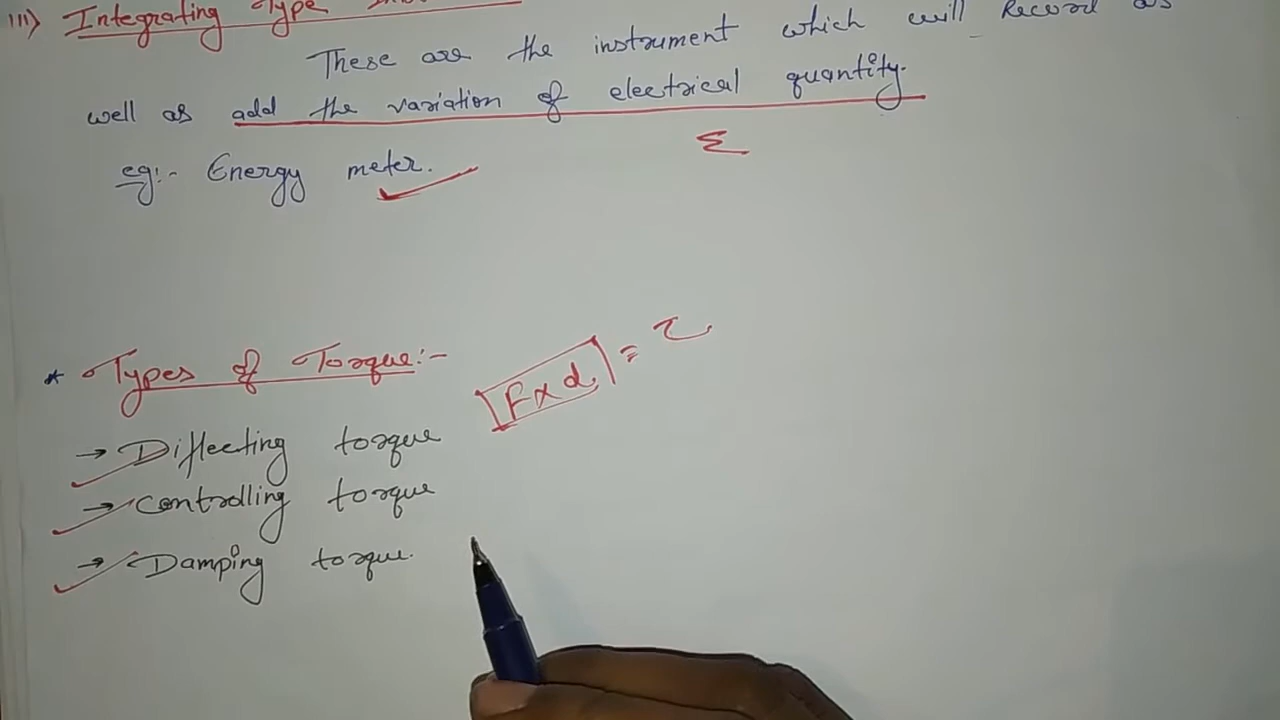 III) Integrating Type
These are the instrument which will Record as
well as add the variation of electrical quantity.
Σ
eg:- Energy meter.
* Types of Torque:-
F x d = τ
→ Diflecting torque
→ Controlling torque
→ Damping torque.